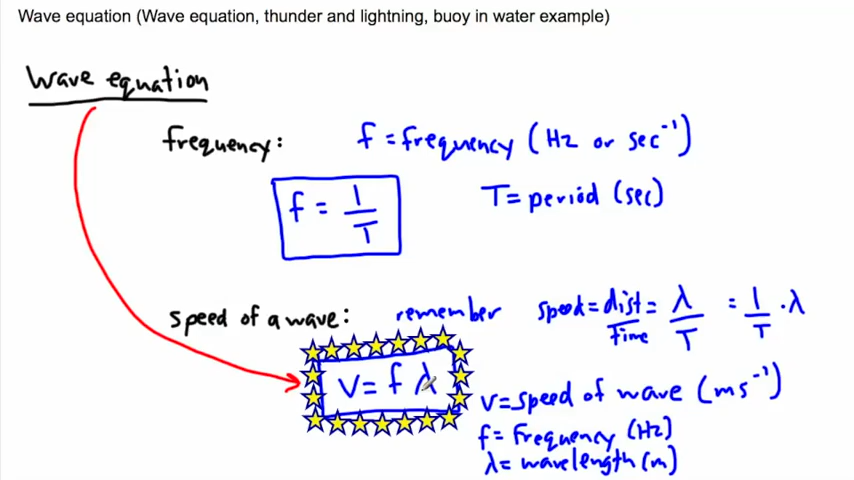 Wave equation (Wave equation, thunder and lightning, buoy in water example)
Wave equation
frequency: f = frequency (Hz or sec⁻¹)
f = 1/T
T = period (sec)
speed of a wave: remember speed = dist/time = λ/T = 1/T · λ
v = f λ
v = speed of wave (ms⁻¹)
f = frequency (Hz)
λ = wavelength (m)